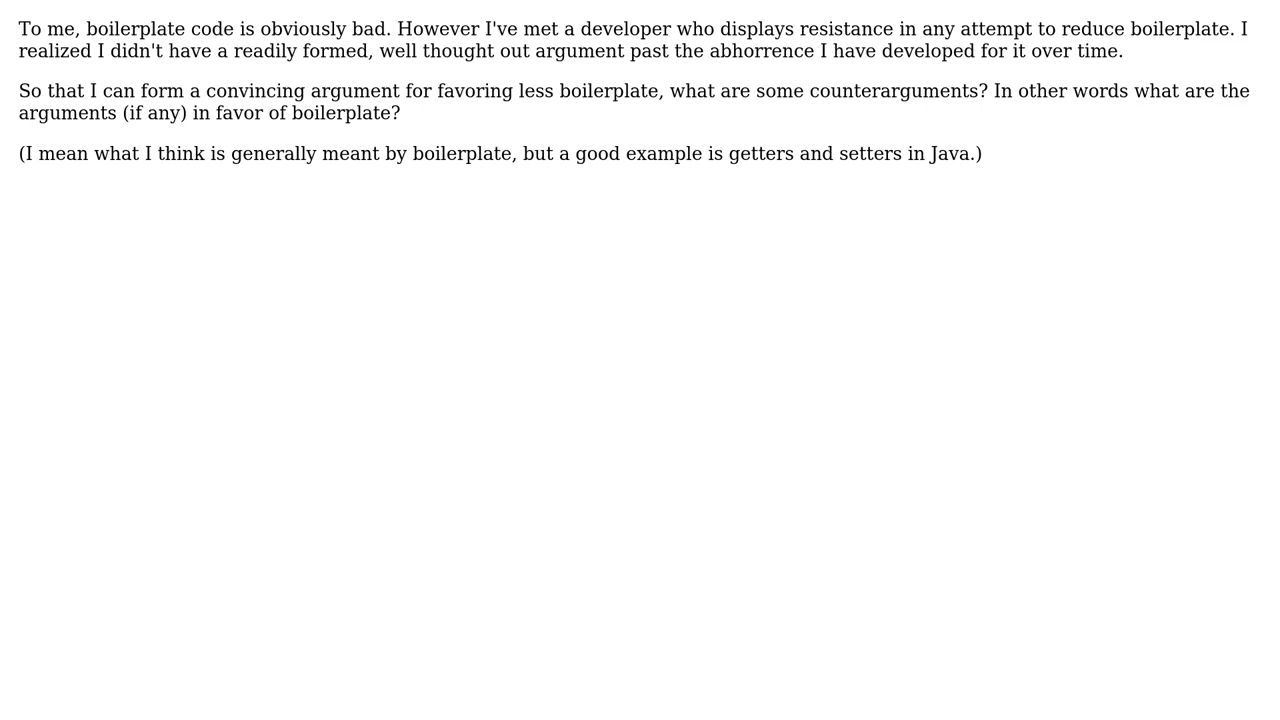 To me, boilerplate code is obviously bad. However I've met a developer who displays resistance in any attempt to reduce boilerplate. I
realized I didn't have a readily formed, well thought out argument past the abhorrence I have developed for it over time.
So that I can form a convincing argument for favoring less boilerplate, what are some counterarguments? In other words what are the
arguments (if any) in favor of boilerplate?
(I mean what I think is generally meant by boilerplate, but a good example is getters and setters in Java.)